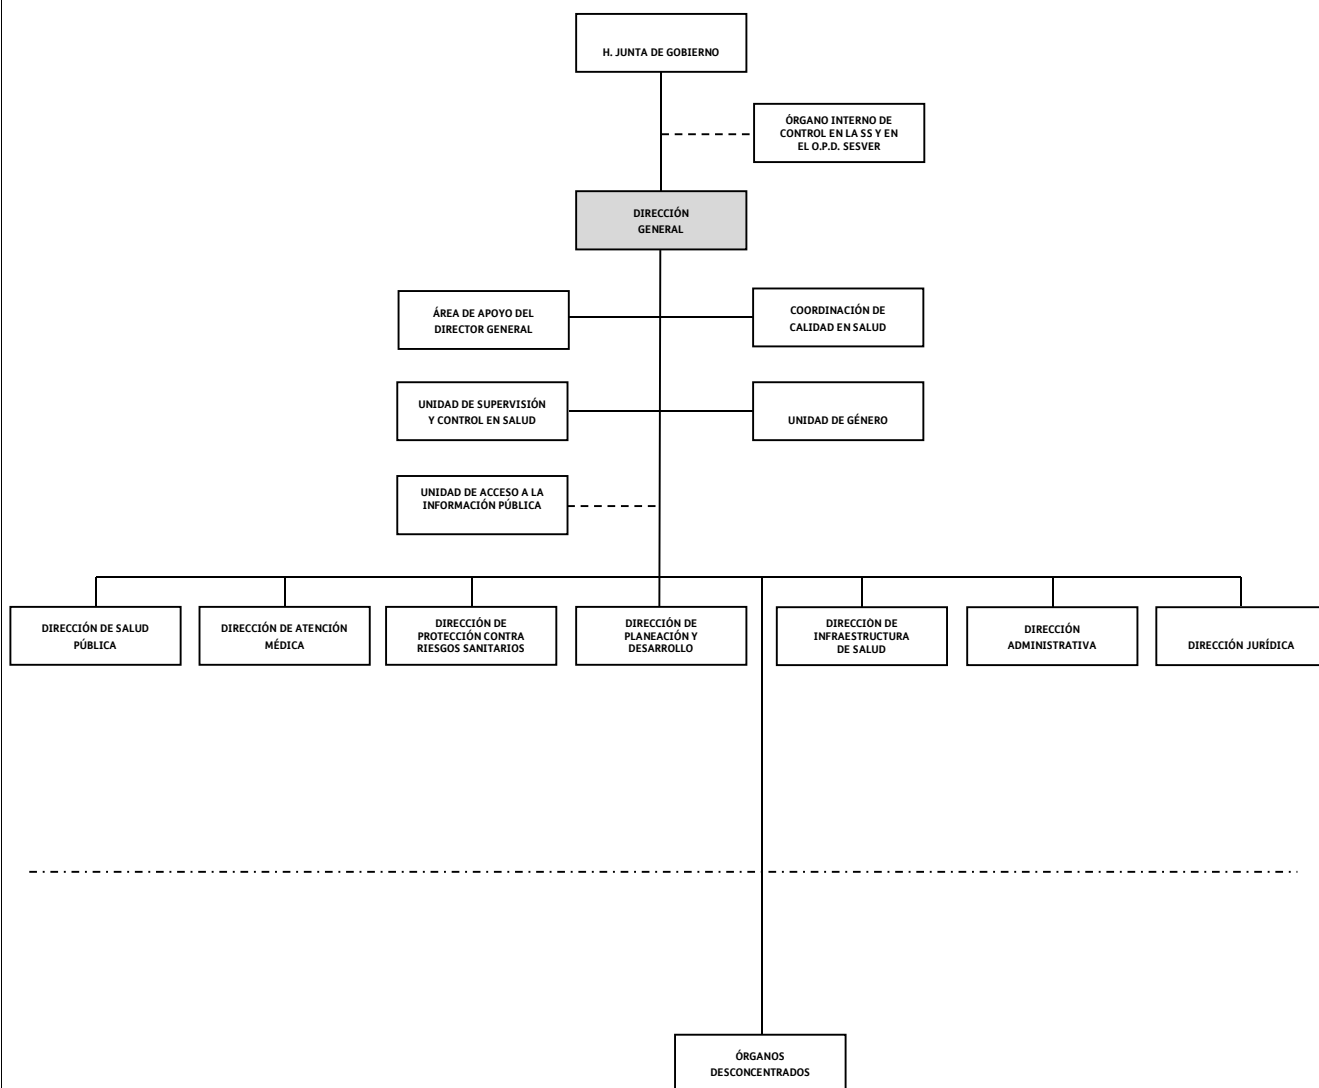 H. JUNTA DE GOBIERNO
ÓRGANO INTERNO DE
CONTROL EN LA SS Y EN
EL O.P.D. SESVER
DIRECCIÓN
GENERAL
ÁREA DE APOYO DEL
DIRECTOR GENERAL
COORDINACIÓN DE
CALIDAD EN SALUD
UNIDAD DE SUPERVISIÓN
Y CONTROL EN SALUD
UNIDAD DE GÉNERO
UNIDAD DE ACCESO A LA
INFORMACIÓN PÚBLICA
DIRECCIÓN DE SALUD
PÚBLICA
DIRECCIÓN DE ATENCIÓN
MÉDICA
DIRECCIÓN DE
PROTECCIÓN CONTRA
RIESGOS SANITARIOS
DIRECCIÓN DE
PLANEACIÓN Y
DESARROLLO
DIRECCIÓN DE
INFRAESTRUCTURA
DE SALUD
DIRECCIÓN
ADMINISTRATIVA
DIRECCIÓN JURÍDICA
ÓRGANOS
DESCONCENTRADOS